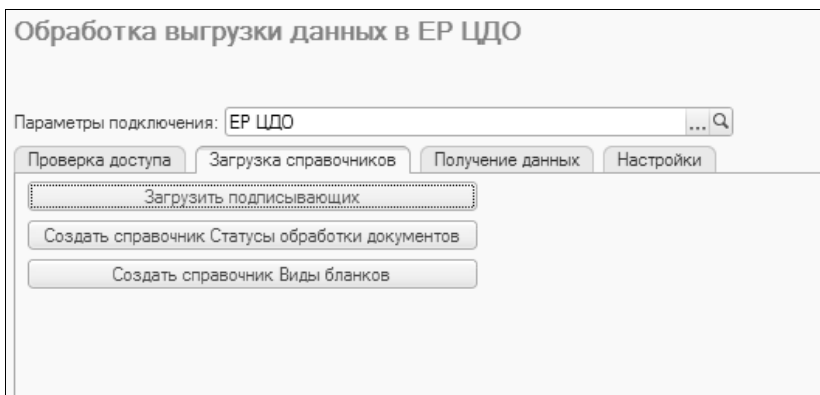 Обработка выгрузки данных в ЕР ЦДО
Параметры подключения: ЕР ЦДО ...
Проверка доступа Загрузка справочников Получение данных Настройки
Загрузить подписывающих
Создать справочник Статусы обработки документов
Создать справочник Виды бланков